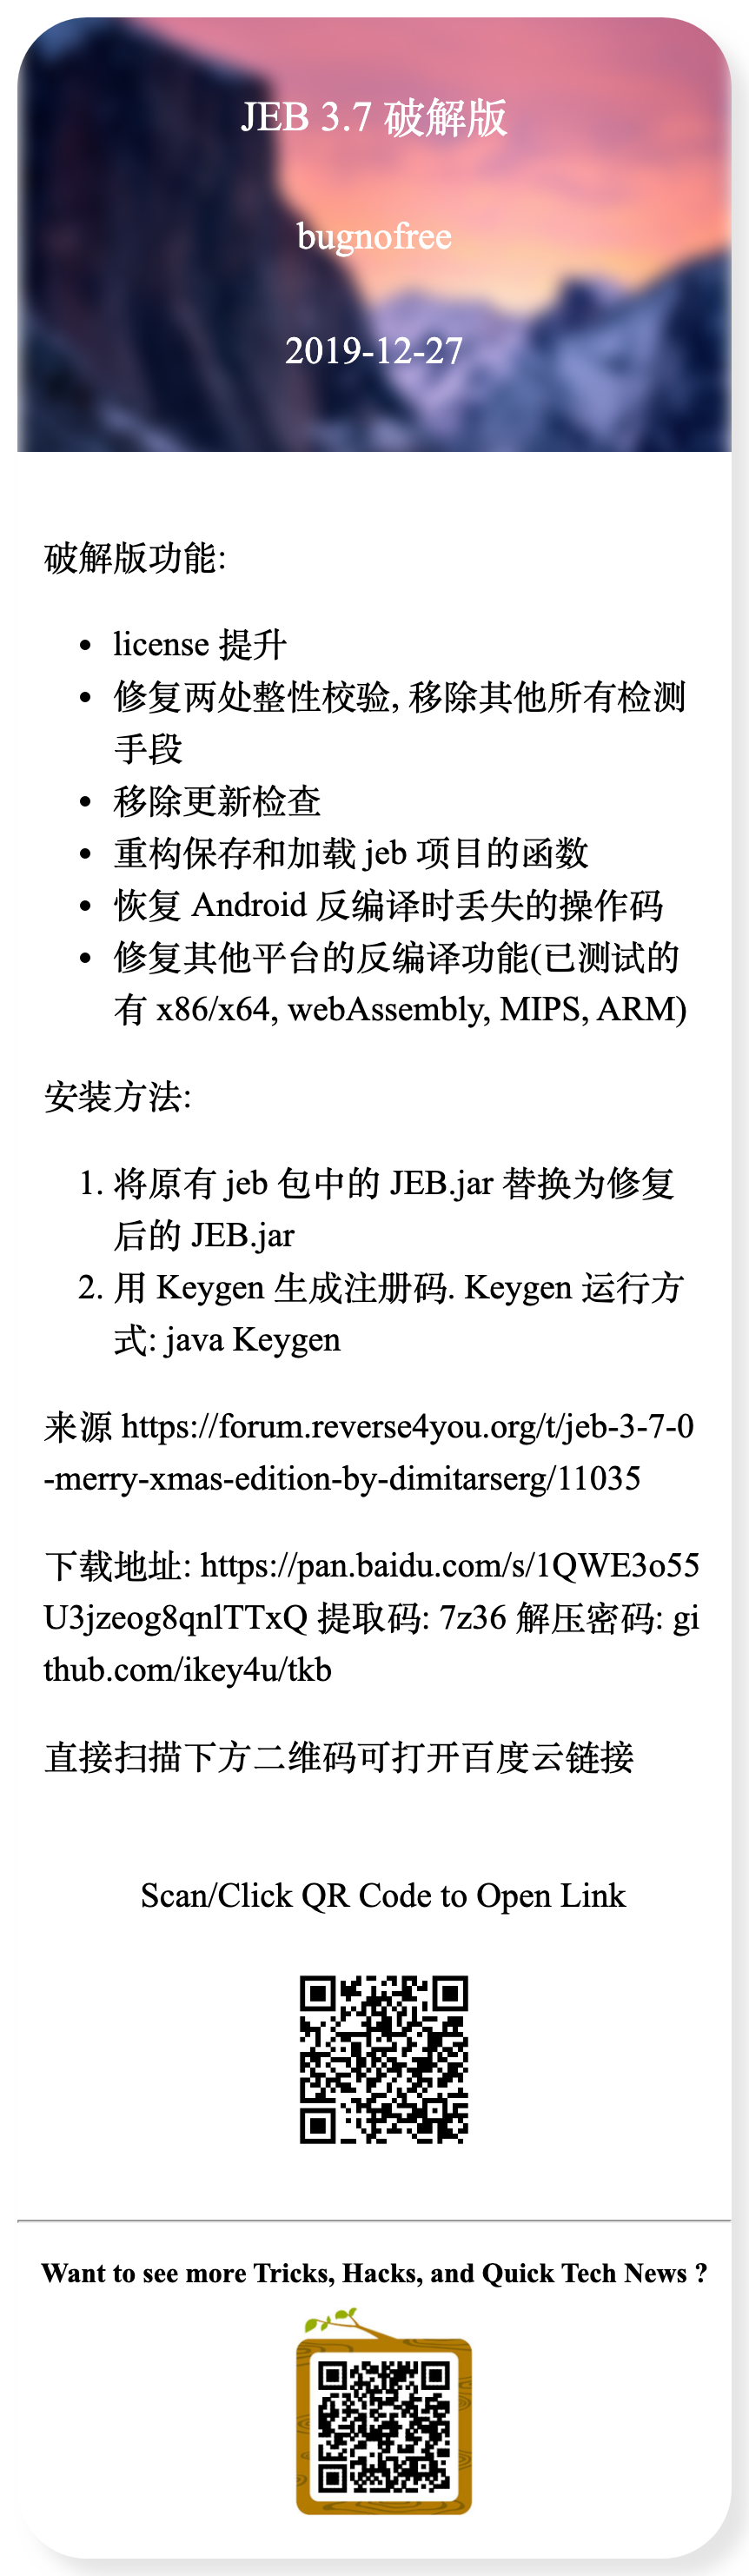 JEB 3.7 破解版
bugnofree
2019-12-27
破解版功能:
• license 提升
• 修复两处整性校验, 移除其他所有检测
手段
• 移除更新检查
• 重构保存和加载 jeb 项目的函数
• 恢复 Android 反编译时丢失的操作码
• 修复其他平台的反编译功能(已测试的
有 x86/x64, webAssembly, MIPS, ARM)
安装方法:
1. 将原有 jeb 包中的 JEB.jar 替换为修复
后的 JEB.jar
2. 用 Keygen 生成注册码. Keygen 运行方
式: java Keygen
来源 https://forum.reverse4you.org/t/jeb-3-7-0
-merry-xmas-edition-by-dimitarserg/11035
下载地址: https://pan.baidu.com/s/1QWE3o55
U3jzeog8qnlTTxQ 提取码: 7z36 解压密码: gi
thub.com/ikey4u/tkb
直接扫描下方二维码可打开百度云链接
Scan/Click QR Code to Open Link
Want to see more Tricks, Hacks, and Quick Tech News ?